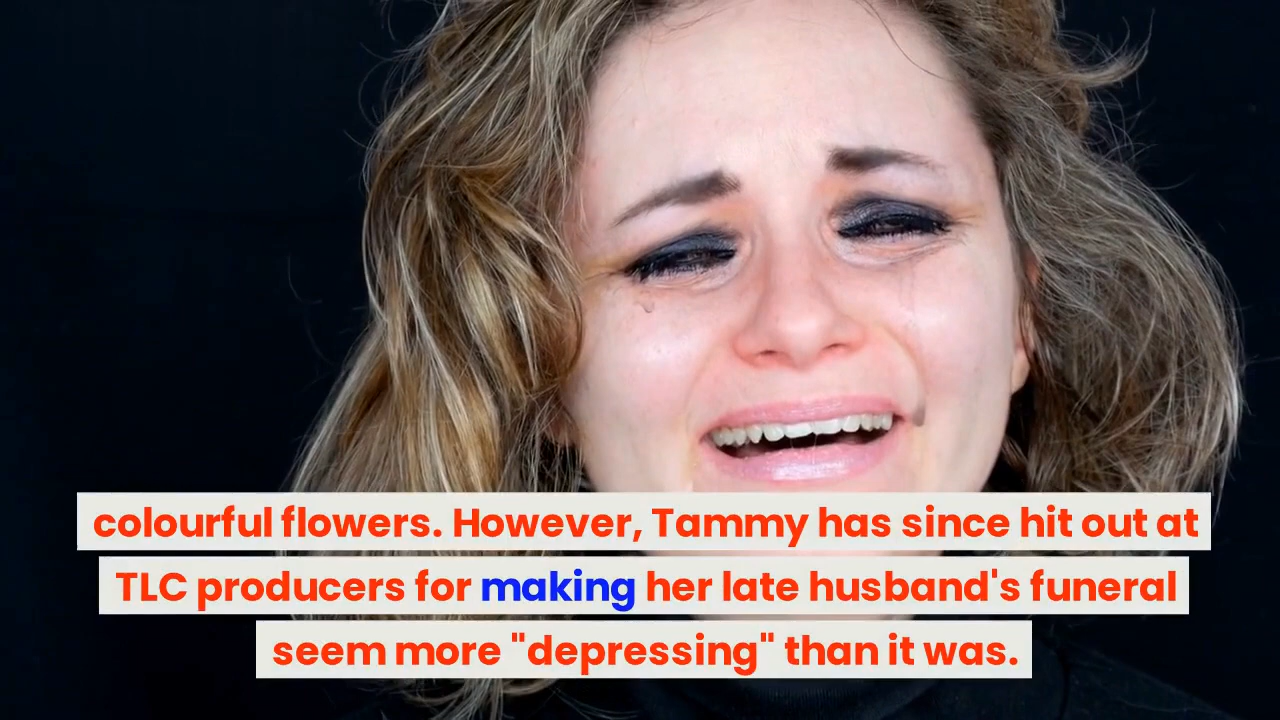 colourful flowers. However, Tammy has since hit out at
TLC producers for making her late husband's funeral
seem more "depressing" than it was.